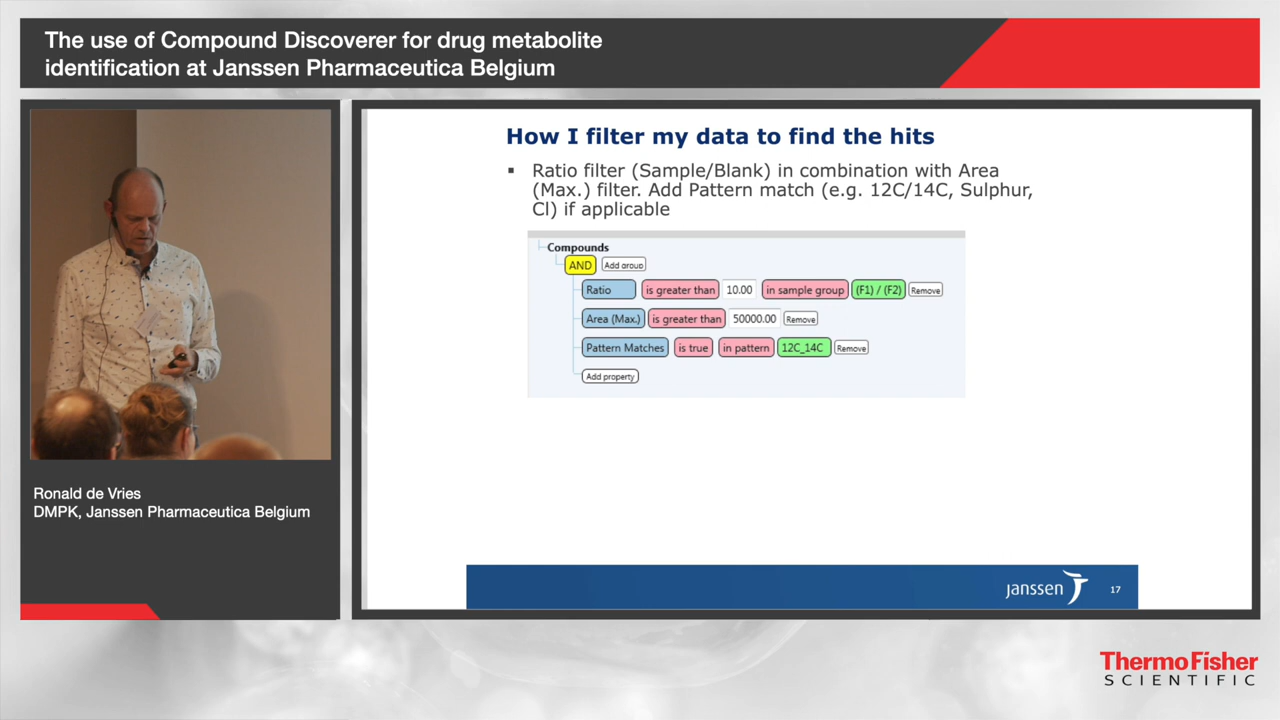 The use of Compound Discoverer for drug metabolite
identification at Janssen Pharmaceutica Belgium
How I filter my data to find the hits
▪ Ratio filter (Sample/Blank) in combination with Area
(Max.) filter. Add Pattern match (e.g. 12C/14C, Sulphur,
Cl) if applicable
Compounds
AND Add group
Ratio is greater than 10.00 in sample group (F1) / (F2) Remove
Area (Max.) is greater than 50000.00 Remove
Pattern Matches is true in pattern 12C_14C Remove
Add property
Ronald de Vries
DMPK, Janssen Pharmaceutica Belgium
janssen 17
ThermoFisher
SCIENTIFIC